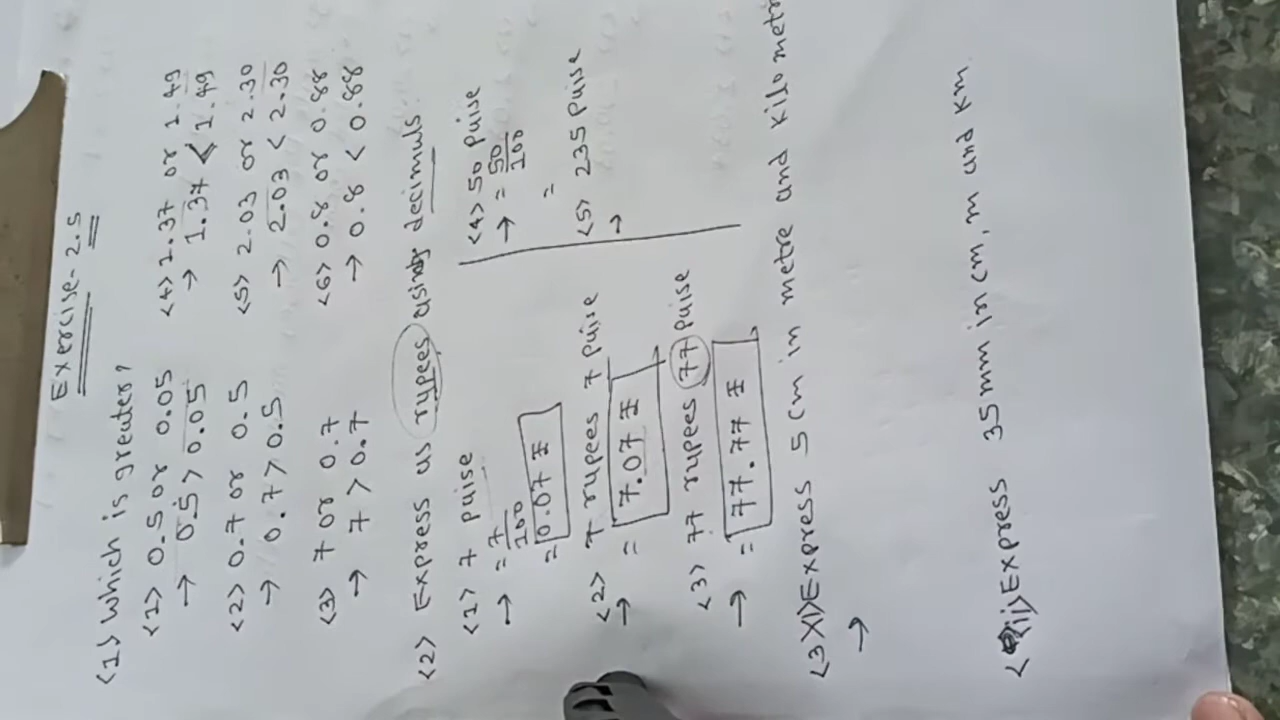 Exercise-2.5
<1> Which is greater?
<1> 0.5 or 0.05
→ 0.5 > 0.05
<2> 0.7 or 0.5
→ 0.7 > 0.5
<3> 7 or 0.7
→ 7 > 0.7
<4> 1.37 or 1.49
→ 1.37 < 1.49
<5> 2.03 or 2.30
→ 2.03 < 2.30
<6> 0.8 or 0.88
→ 0.8 < 0.88
<2> Express as rupees using decimals.
<1> 7 paise
→ = 7/100
= 0.07 ₹
<2> 7 rupees 7 paise
→ = 7.07 ₹
<3> 77 rupees 77 paise
→ = 77.77 ₹
<4> 50 paise
→ = 50/100
=
<5> 235 paise
→
<3>(i) Express 5 cm in metre and kilo metre
→
<ii> Express 35 mm in cm, m and km